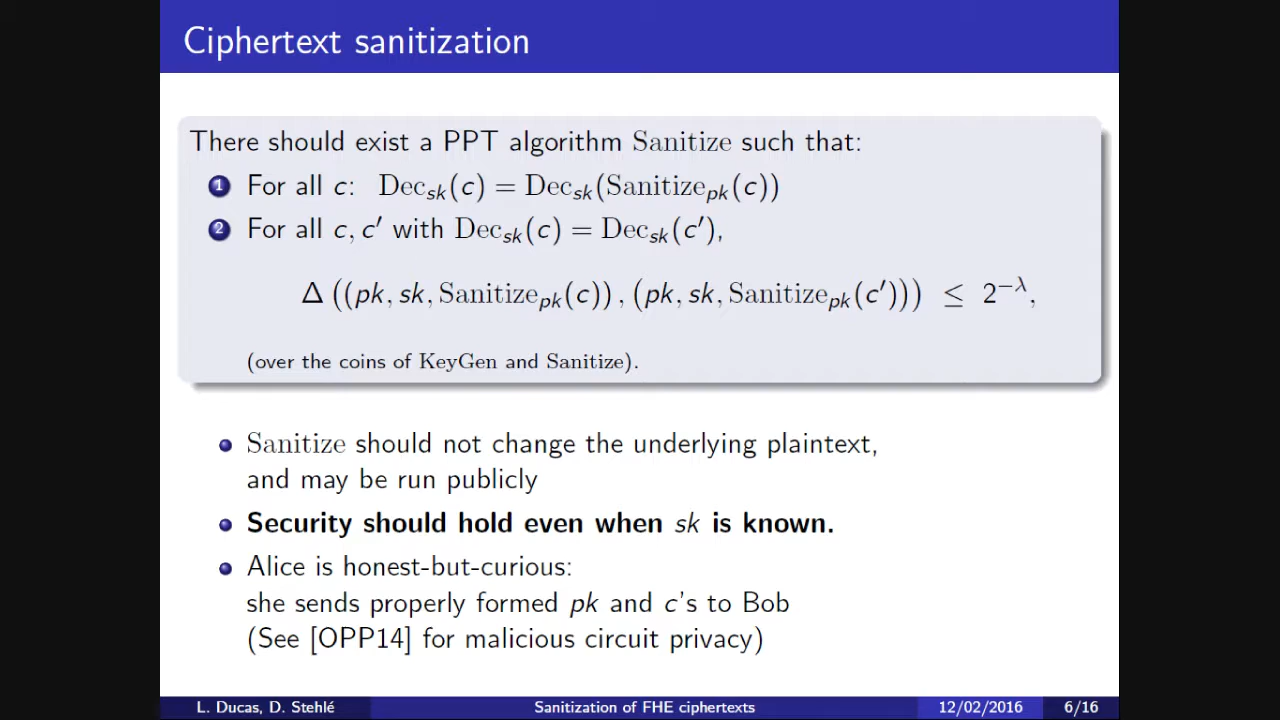 Ciphertext sanitization
There should exist a PPT algorithm Sanitize such that:
1 For all c: Dec_sk(c) = Dec_sk(Sanitize_pk(c))
2 For all c, c′ with Dec_sk(c) = Dec_sk(c′),
Δ ((pk, sk, Sanitize_pk(c)) , (pk, sk, Sanitize_pk(c′))) ≤ 2^−λ,
(over the coins of KeyGen and Sanitize).
Sanitize should not change the underlying plaintext,
and may be run publicly
Security should hold even when sk is known.
Alice is honest-but-curious:
she sends properly formed pk and c's to Bob
(See [OPP14] for malicious circuit privacy)
L. Ducas, D. Stehlé Sanitization of FHE ciphertexts 12/02/2016 6/16